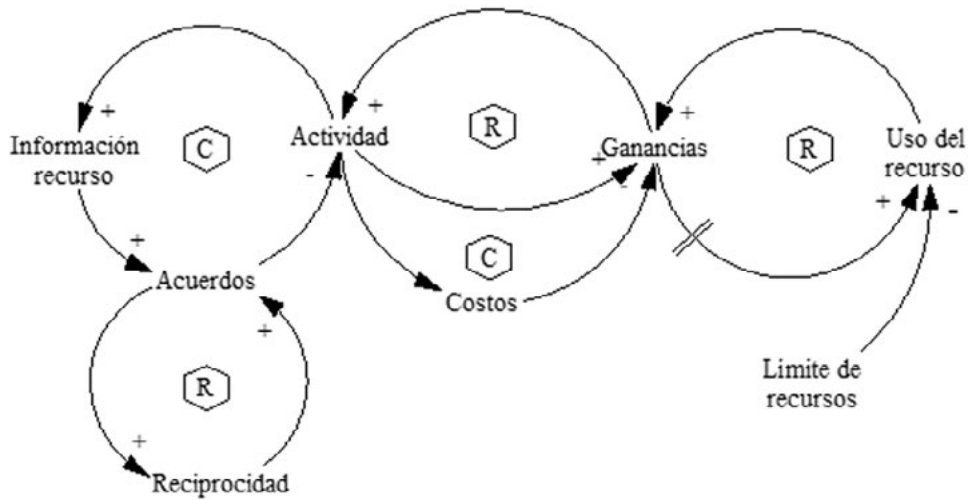 +
C
Información
recurso
+
Acuerdos
R
+
+
Reciprocidad
Actividad
-
+
R
+
-
C
Costos
Ganancias
+
R
Uso del
recurso
+
-
Limite de
recursos